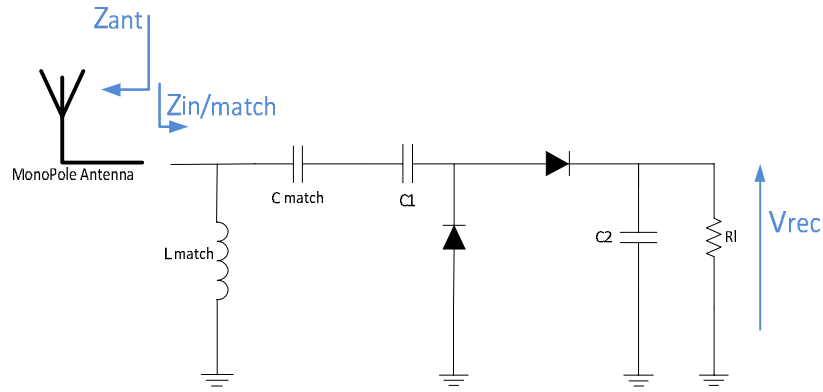 Zant
Zin/match
MonoPole Antenna
C match
C1
L match
C2
Rl
Vrec